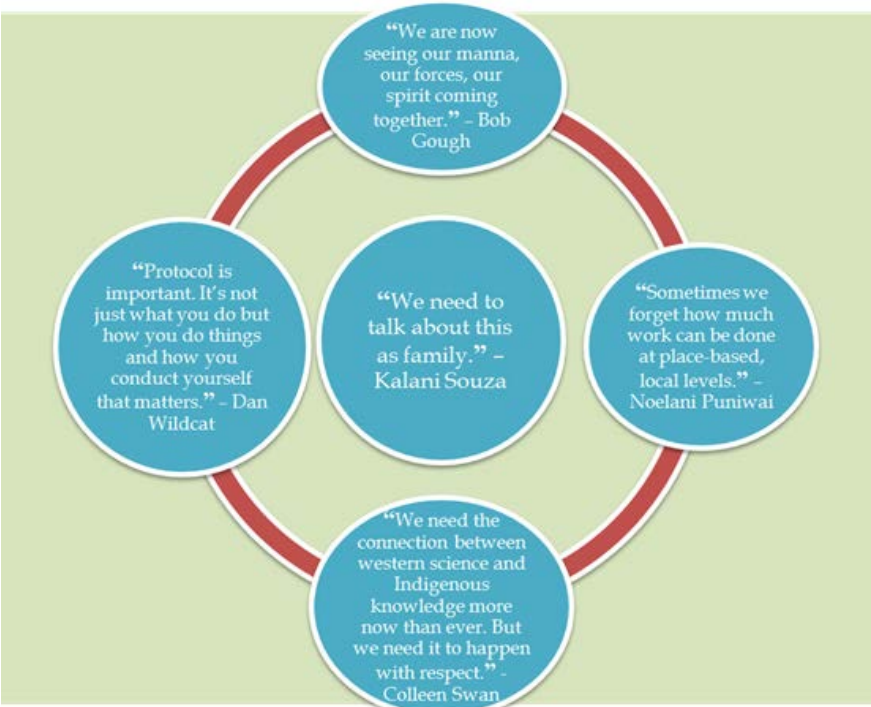 “We are now
seeing our manna,
our forces, our
spirit coming
together.” – Bob
Gough
“Protocol is
important. It’s not
just what you do but
how you do things
and how you
conduct yourself
that matters.” – Dan
Wildcat
“We need to
talk about this
as family.” –
Kalani Souza
“Sometimes we
forget how much
work can be done
at place-based,
local levels.” –
Noelani Puniwai
“We need the
connection between
western science and
Indigenous
knowledge more
now than ever. But
we need it to happen
with respect.” -
Colleen Swan